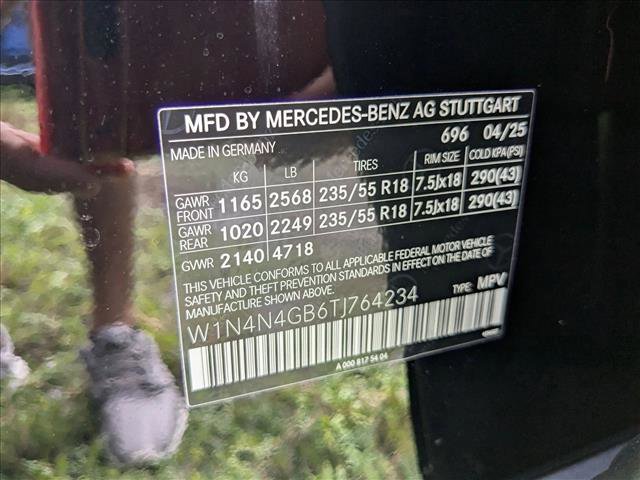 MFD BY MERCEDES-BENZ AG STUTTGART
696 04/25
MADE IN GERMANY
KG LB TIRES RIM SIZE COLD KPA(PSI)
GAWR FRONT 1165 2568 235/55 R18 7.5Jx18 290(43)
GAWR REAR 1020 2249 235/55 R18 7.5Jx18 290(43)
GVWR 2140 4718
THIS VEHICLE CONFORMS TO ALL APPLICABLE FEDERAL MOTOR VEHICLE
SAFETY AND THEFT PREVENTION STANDARDS IN EFFECT ON THE DATE OF
MANUFACTURE SHOWN ABOVE.
TYPE: MPV
W1N4N4GB6TJ764234
A 000 817 54 04